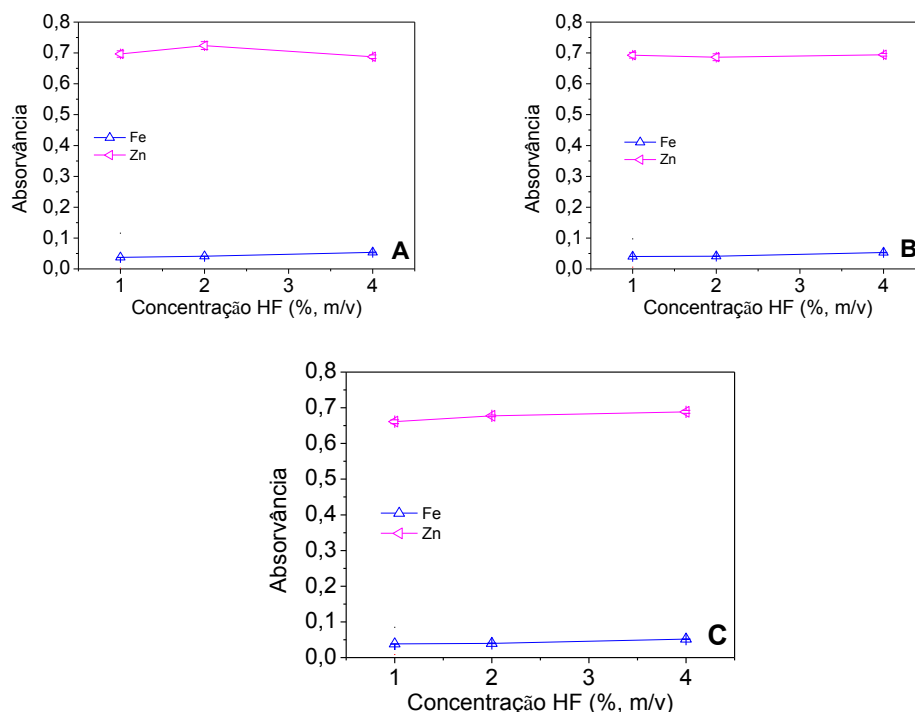 0,8
0,7
0,6
0,5
0,4
0,3
0,2
0,1
0,0
Absorvância
Fe
Zn
A
1
2
3
4
Concentração HF (%, m/v)
0,8
0,7
0,6
0,5
0,4
0,3
0,2
0,1
0,0
Absorvância
Fe
Zn
B
1
2
3
4
Concentração HF (%, m/v)
0,8
0,7
0,6
0,5
0,4
0,3
0,2
0,1
0,0
Absorvância
Fe
Zn
C
1
2
3
4
Concentração HF (%, m/v)